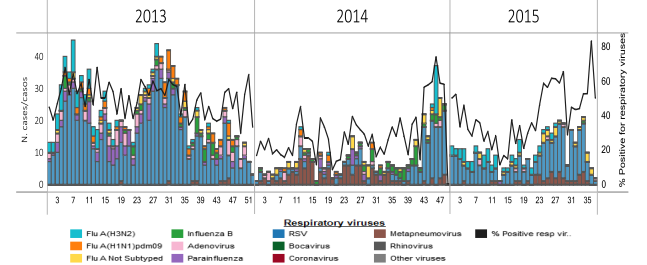 2013 2014 2015
N. cases/casos
40
30
20
10
0
80
60
40
20
0
% Positive for respiratory viruses
3 7 11 15 19 23 27 31 35 39 43 47 51 3 7 11 15 19 23 27 31 35 39 43 47 3 7 11 15 19 23 27 31 35
Respiratory viruses
Flu A(H3N2) Influenza B RSV Metapneumovirus % Positive resp vir..
Flu A(H1N1)pdm09 Adenovirus Bocavirus Rhinovirus
Flu A Not Subtyped Parainfluenza Coronavirus Other viruses